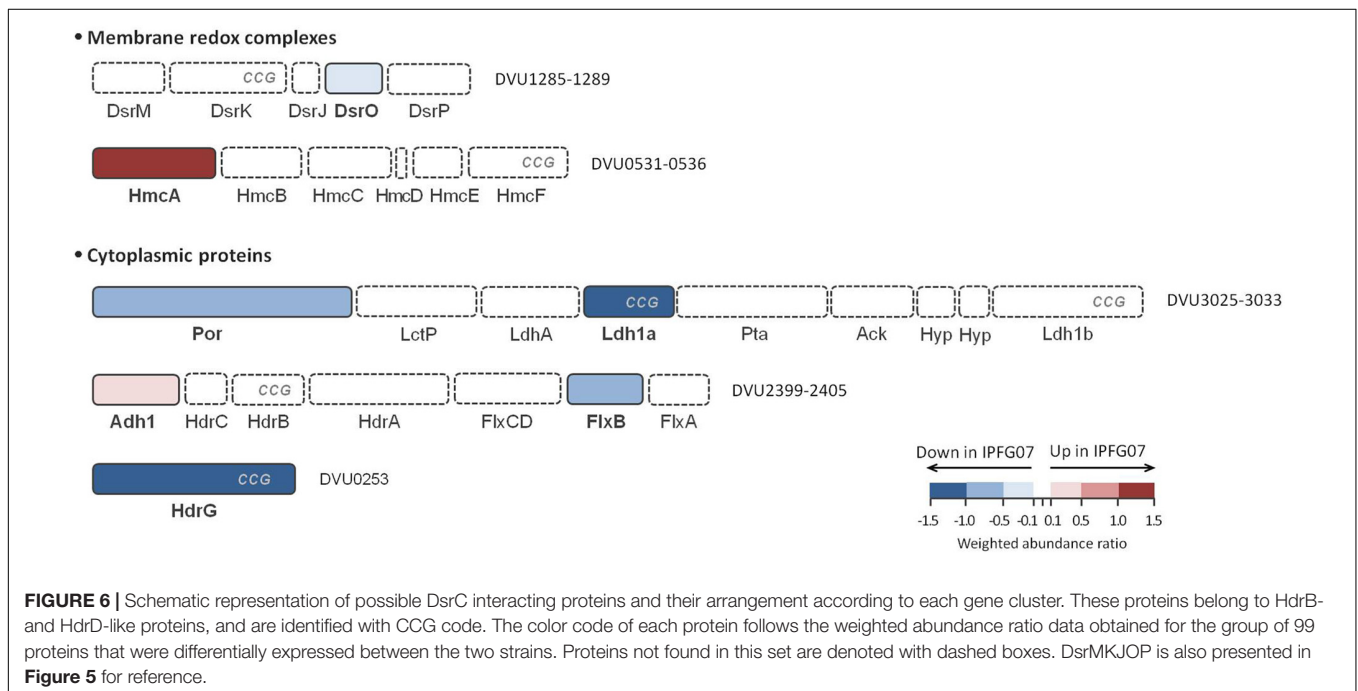 • Membrane redox complexes
CCG
DVU1285-1289
DsrM DsrK DsrJ DsrO DsrP
CCG
DVU0531-0536
HmcA HmcB HmcC HmcD HmcE HmcF
• Cytoplasmic proteins
CCG CCG
DVU3025-3033
Por LctP LdhA Ldh1a Pta Ack Hyp Hyp Ldh1b
CCG
DVU2399-2405
Adh1 HdrC HdrB HdrA FlxCD FlxB FlxA
CCG
DVU0253
HdrG
Down in IPFG07 Up in IPFG07
-1.5 -1.0 -0.5 -0.1 0.1 0.5 1.0 1.5
Weighted abundance ratio
FIGURE 6 | Schematic representation of possible DsrC interacting proteins and their arrangement according to each gene cluster. These proteins belong to HdrB-
and HdrD-like proteins, and are identified with CCG code. The color code of each protein follows the weighted abundance ratio data obtained for the group of 99
proteins that were differentially expressed between the two strains. Proteins not found in this set are denoted with dashed boxes. DsrMKJOP is also presented in
Figure 5 for reference.